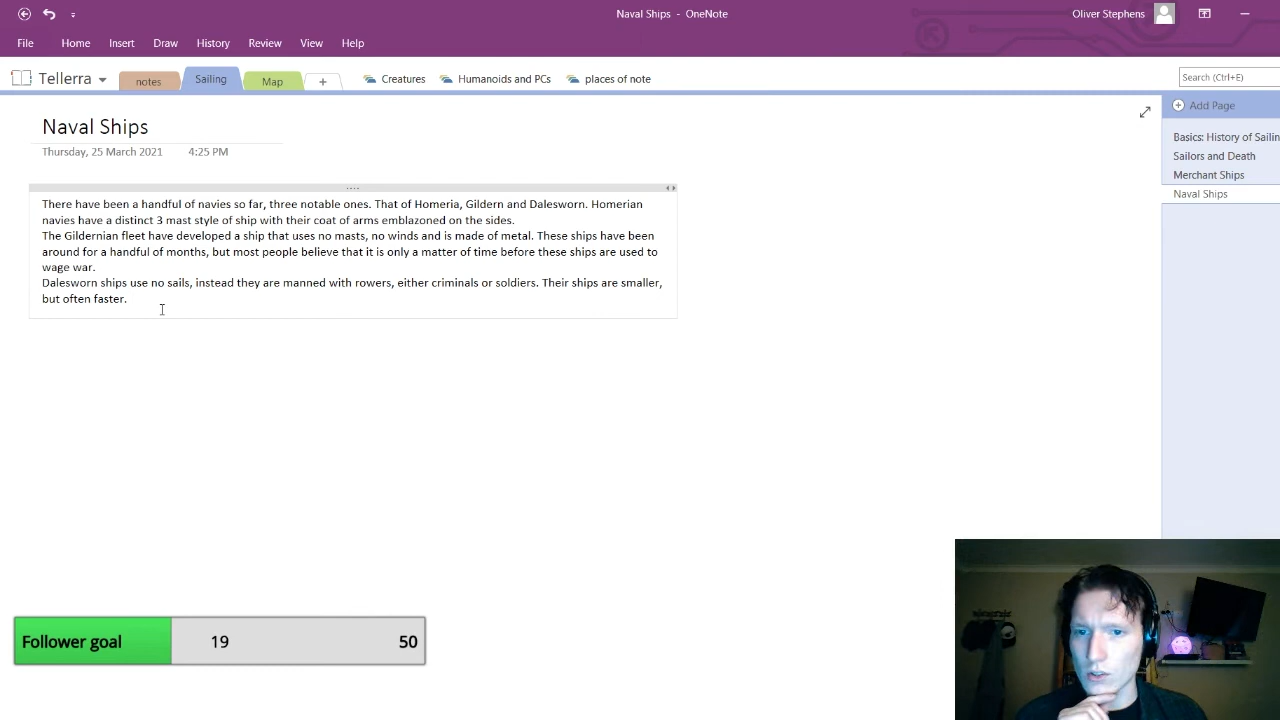 Naval Ships - OneNote
Oliver Stephens
File Home Insert Draw History Review View Help
Tellerra notes Sailing Map + Creatures Humanoids and PCs places of note
Search (Ctrl+E)
Naval Ships
Thursday, 25 March 2021 4:25 PM
There have been a handful of navies so far, three notable ones. That of Homeria, Gildern and Dalesworn. Homerian
navies have a distinct 3 mast style of ship with their coat of arms emblazoned on the sides.
The Gildernian fleet have developed a ship that uses no masts, no winds and is made of metal. These ships have been
around for a handful of months, but most people believe that it is only a matter of time before these ships are used to
wage war.
Dalesworn ships use no sails, instead they are manned with rowers, either criminals or soldiers. Their ships are smaller,
but often faster.
Add Page
Basics: History of Sailin
Sailors and Death
Merchant Ships
Naval Ships
Follower goal 19 50